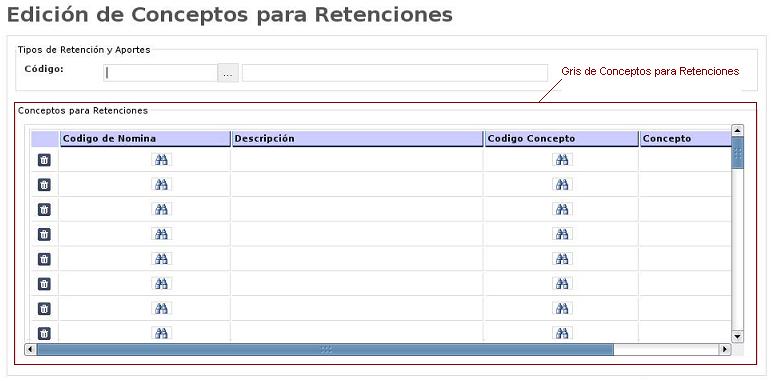 Edición de Conceptos para Retenciones
Tipos de Retención y Aportes
Código:
...
Gris de Conceptos para Retenciones
Conceptos para Retenciones
Codigo de Nomina Descripción Codigo Concepto Concepto